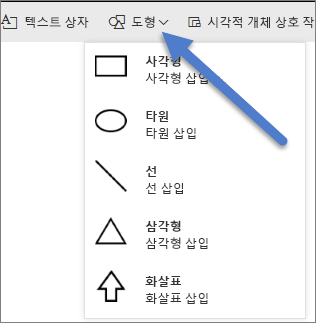 텍스트 상자 도형 시각적 개체 상호 작
사각형
사각형 삽입
타원
타원 삽입
선
선 삽입
삼각형
삼각형 삽입
화살표
화살표 삽입